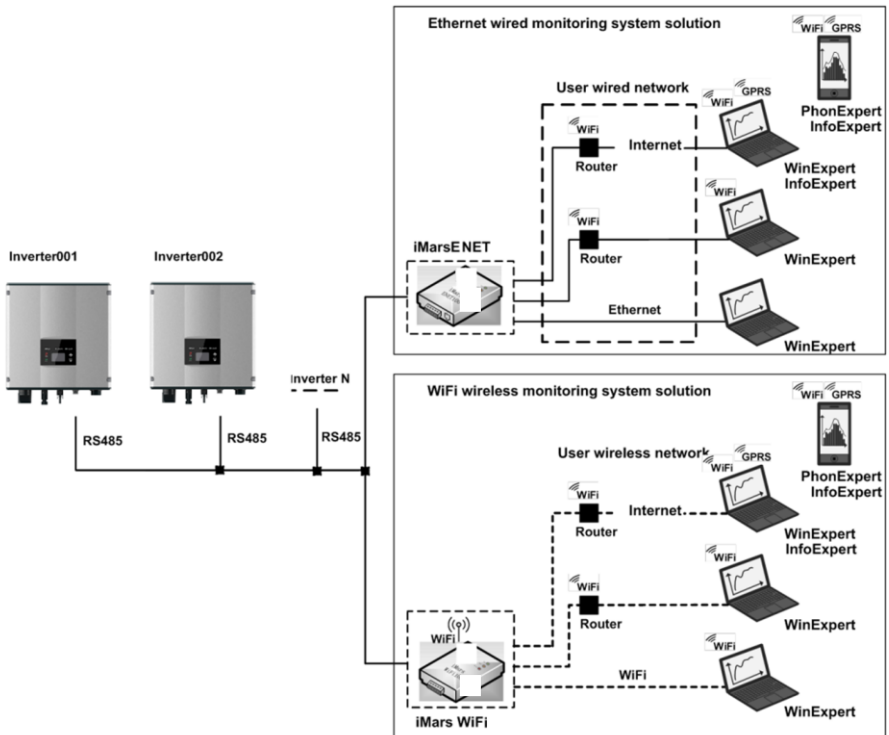 Ethernet wired monitoring system solution
WiFi GPRS
PhonExpert
InfoExpert
User wired network
WiFi GPRS
WiFi
Internet
Router
WinExpert
InfoExpert
WiFi
WiFi
Router
WinExpert
iMarsENET
Ethernet
WinExpert
Inverter001
Inverter002
Inverter N
RS485
RS485
RS485
WiFi wireless monitoring system solution
WiFi GPRS
PhonExpert
InfoExpert
User wireless network
WiFi GPRS
WiFi
Internet
Router
WinExpert
InfoExpert
WiFi
WiFi
Router
WinExpert
WiFi
iMars
iMars WiFi
WiFi
WiFi
WinExpert